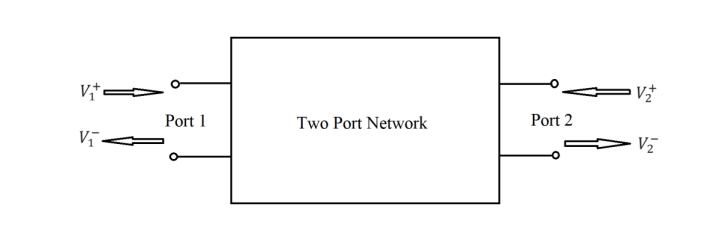 V₁⁺
V₁⁻
Port 1
Two Port Network
Port 2
V₂⁺
V₂⁻